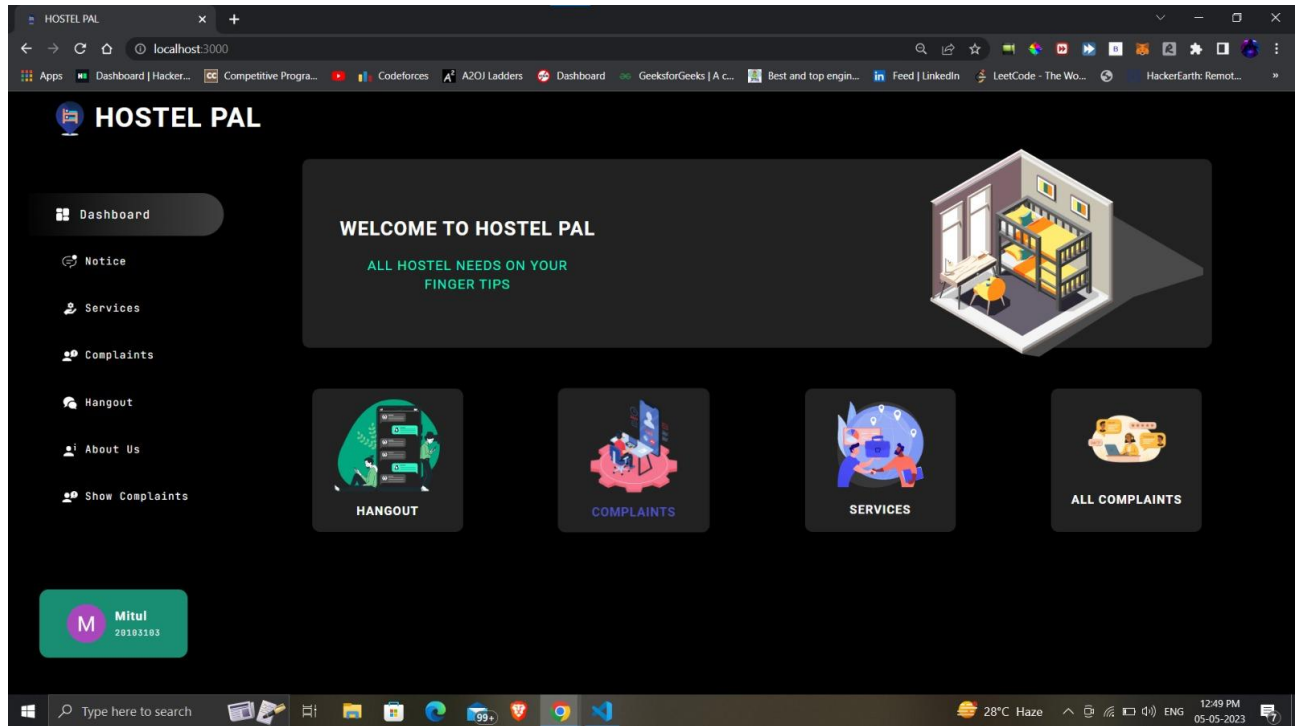 HOSTEL PAL
localhost:3000
Apps
Dashboard | Hacker...
Competitive Progra...
Codeforces
A2OJ Ladders
Dashboard
GeeksforGeeks | A c...
Best and top engin...
Feed | LinkedIn
LeetCode - The Wo...
HackerEarth: Remot...
HOSTEL PAL
Dashboard
Notice
Services
Complaints
Hangout
About Us
Show Complaints
Mitul
20103103
WELCOME TO HOSTEL PAL
ALL HOSTEL NEEDS ON YOUR
FINGER TIPS
HANGOUT
COMPLAINTS
SERVICES
ALL COMPLAINTS
Type here to search
99+
28°C Haze
ENG
12:49 PM
05-05-2023
7